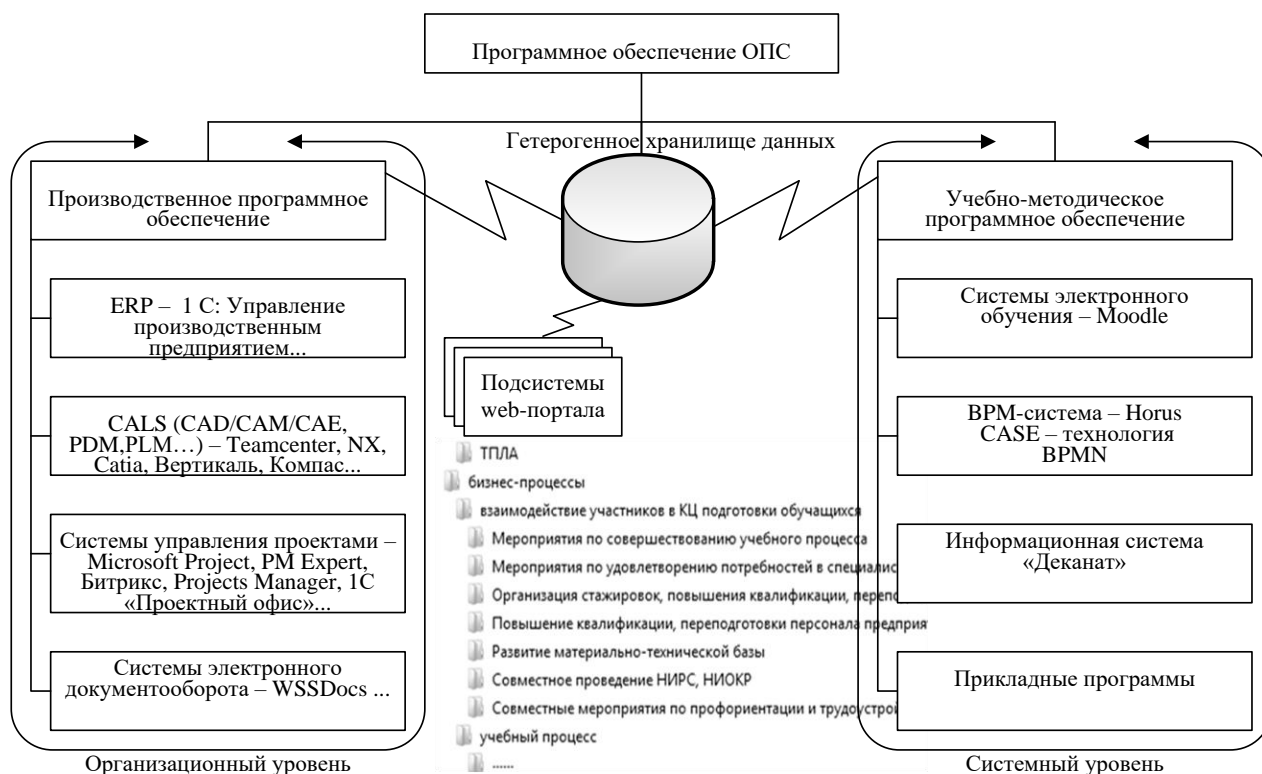 Программное обеспечение ОПС
Гетерогенное хранилище данных
Производственное программное
обеспечение
ERP – 1 С: Управление
производственным
предприятием...
CALS (CAD/CAM/CAE,
PDM,PLM…) – Teamcenter, NX,
Catia, Вертикаль, Компас...
Системы управления проектами –
Microsoft Project, PM Expert,
Битрикс, Projects Manager, 1С
«Проектный офис»...
Системы электронного
документооборота – WSSDocs ...
Организационный уровень
Подсистемы
web-портала
ТПЛА
бизнес-процессы
взаимодействие участников в КЦ подготовки обучащихся
Мероприятия по совершествованию учебного процесса
Мероприятия по удовлетворению потребностей в специалис
Организация стажировок, повышения квалификации, перепо
Повышение квалификации, переподготовки персонала предприят
Развитие материально-технической базы
Совместное проведение НИРС, НИОКР
Совместные мероприятия по профориентации и трудоустрой
учебный процесс
......
Учебно-методическое
программное обеспечение
Системы электронного
обучения – Moodle
BPM-система – Horus
CASE – технология
BPMN
Информационная система
«Деканат»
Прикладные программы
Системный уровень